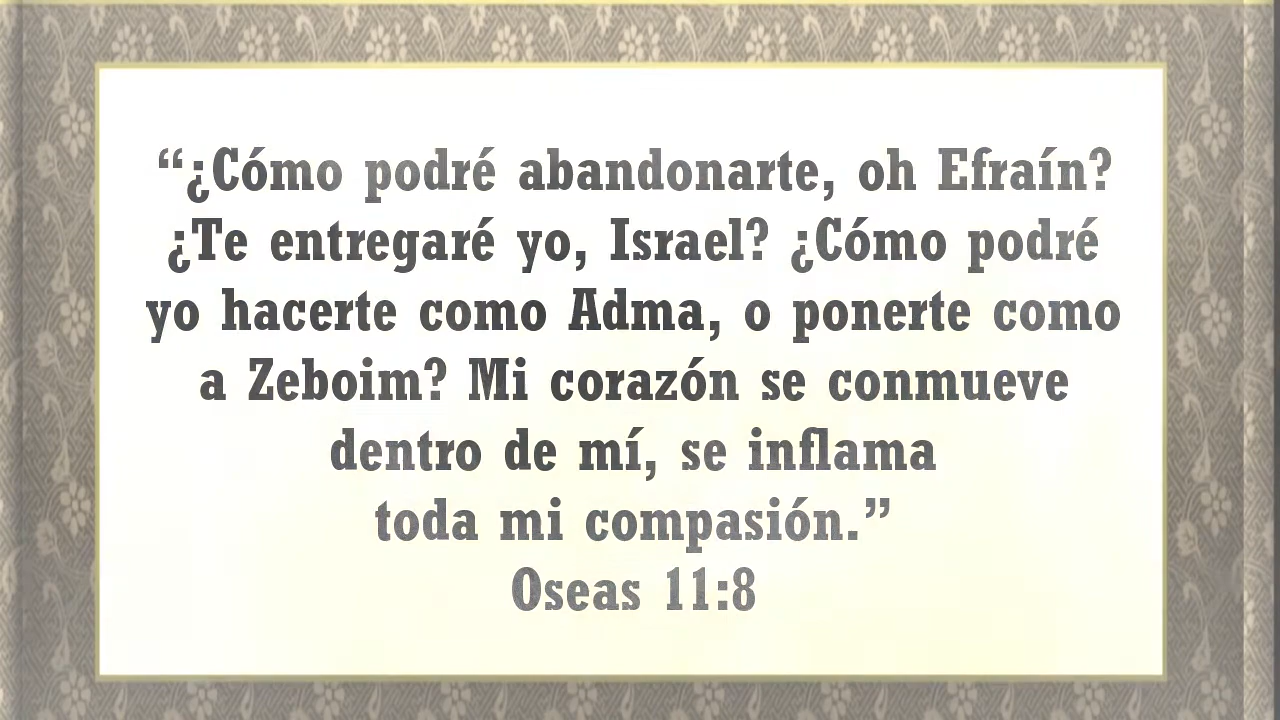 “¿Cómo podré abandonarte, oh Efraín?
¿Te entregaré yo, Israel? ¿Cómo podré
yo hacerte como Adma, o ponerte como
a Zeboim? Mi corazón se conmueve
dentro de mí, se inflama
toda mi compasión.”
Oseas 11:8